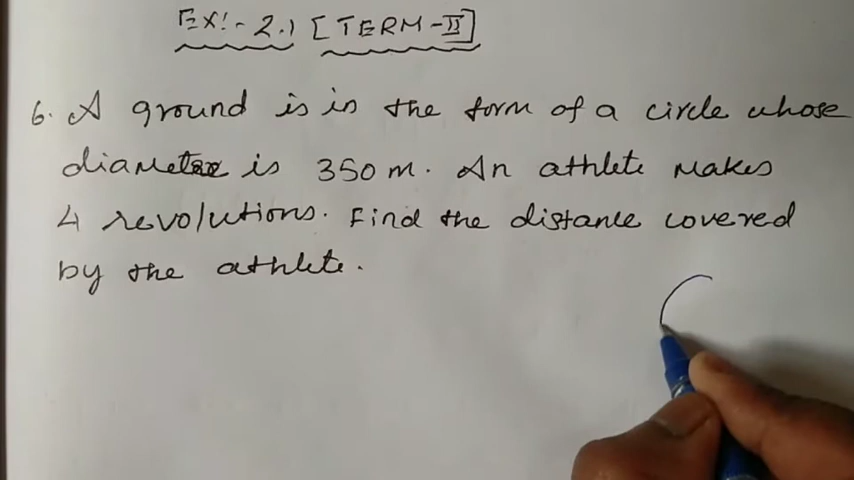 Ex:- 2.1 [TERM-II]
6. A ground is in the form of a circle whose
diameter is 350 m. An athlete makes
4 revolutions. Find the distance covered
by the athlete.